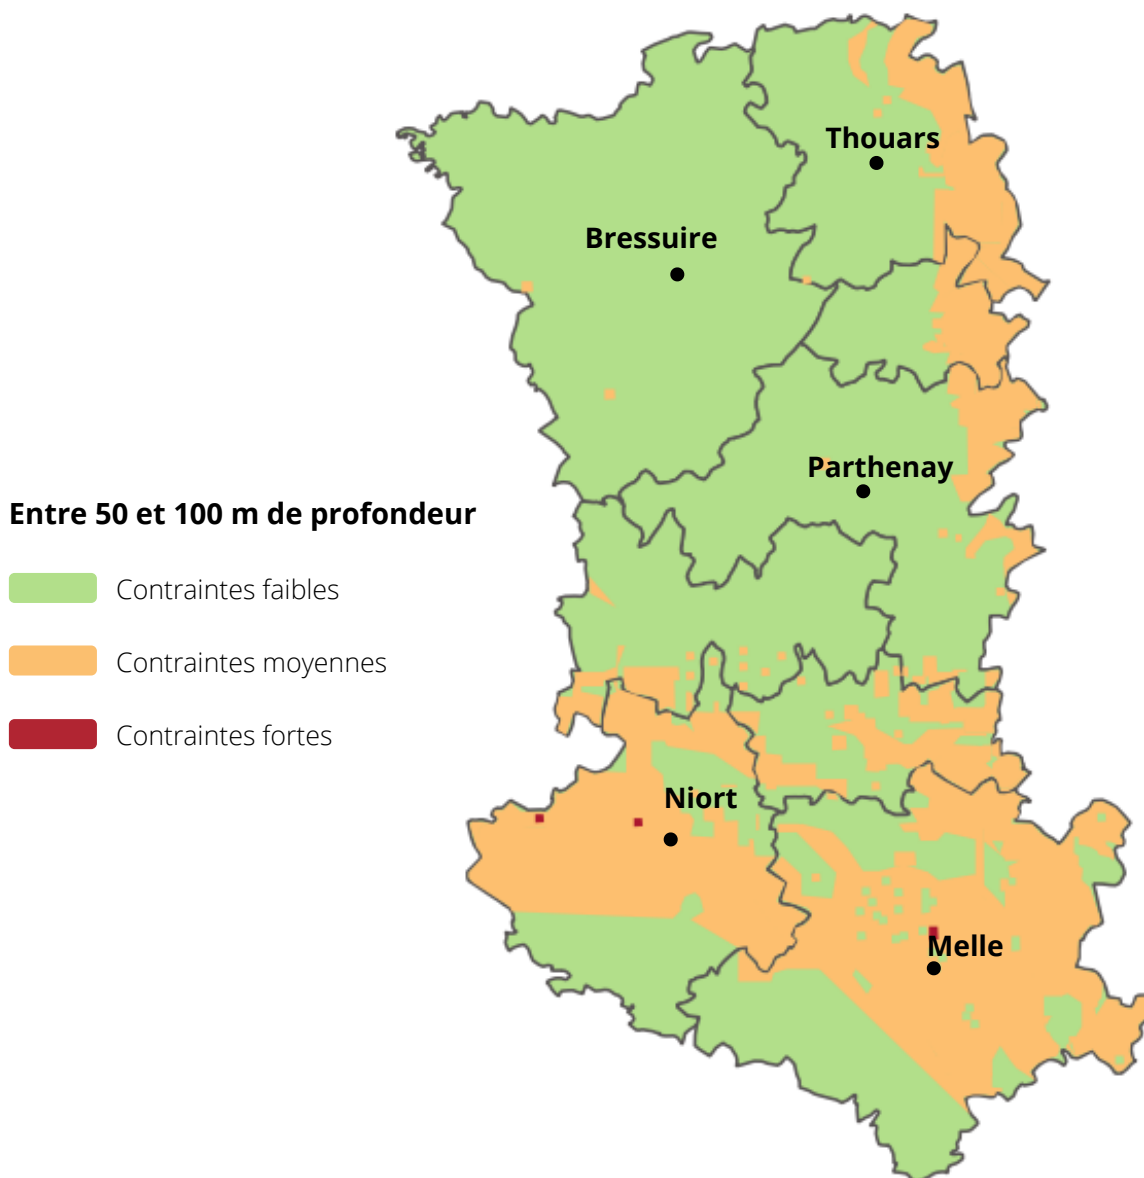 Thouars
Bressuire
Parthenay
Entre 50 et 100 m de profondeur
Contraintes faibles
Contraintes moyennes
Contraintes fortes
Niort
Melle